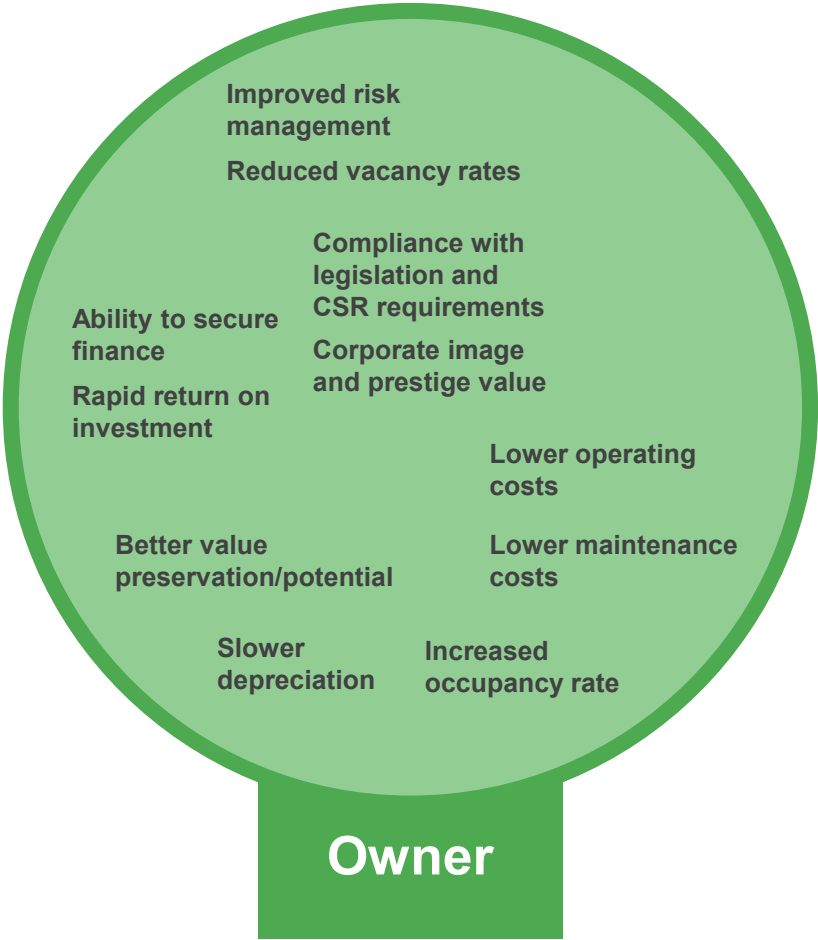 Improved risk
management
Reduced vacancy rates
Compliance with
legislation and
CSR requirements
Ability to secure
finance
Corporate image
and prestige value
Rapid return on
investment
Lower operating
costs
Better value
preservation/potential
Lower maintenance
costs
Slower
depreciation
Increased
occupancy rate
Owner